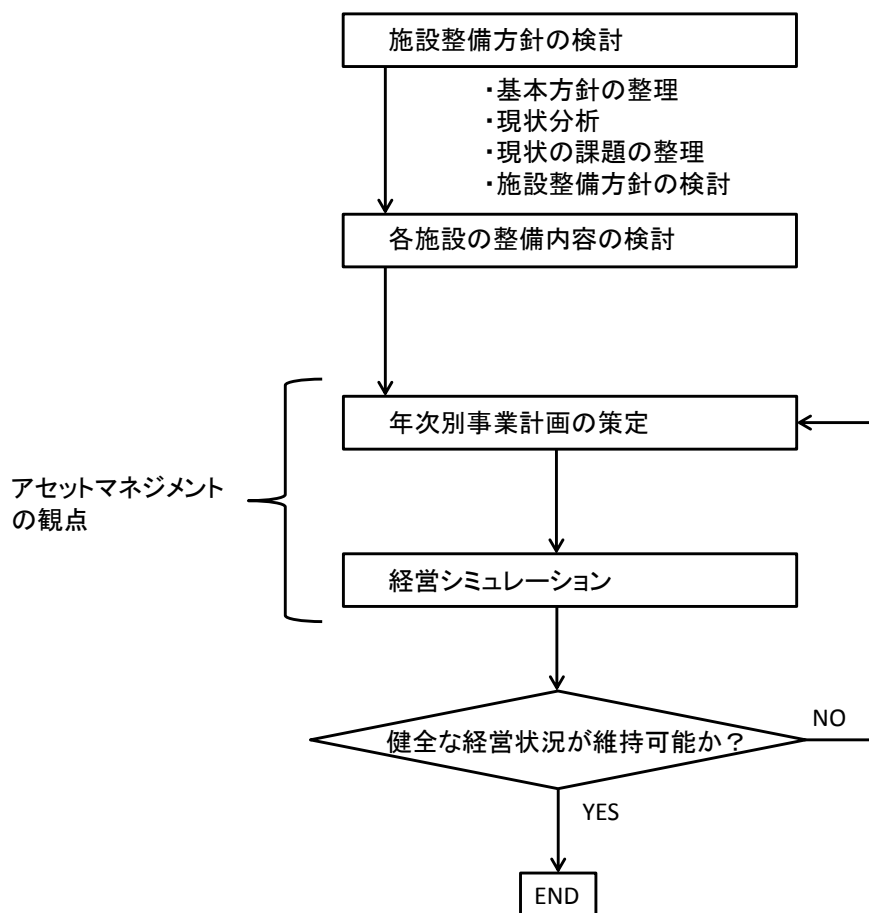 施設整備方針の検討
・基本方針の整理
・現状分析
・現状の課題の整理
・施設整備方針の検討
各施設の整備内容の検討
年次別事業計画の策定
アセットマネジメント
の観点
経営シミュレーション
健全な経営状況が維持可能か？
NO
YES
END